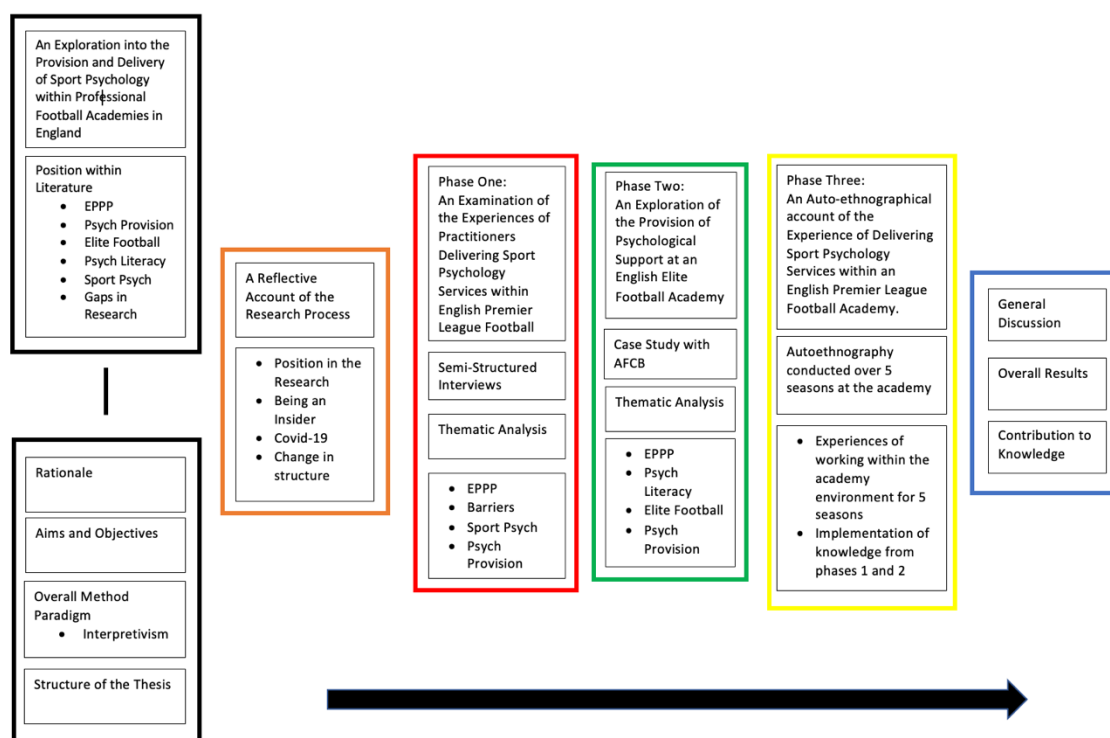 An Exploration into the
Provision and Delivery
of Sport Psychology
within Professional
Football Academies in
England
Position within
Literature
• EPPP
• Psych Provision
• Elite Football
• Psych Literacy
• Sport Psych
• Gaps in
Research
Rationale
Aims and Objectives
Overall Method
Paradigm
• Interpretivism
Structure of the Thesis
A Reflective
Account of the
Research Process
• Position in the
Research
• Being an
Insider
• Covid-19
• Change in
structure
Phase One:
An Examination of
the Experiences of
Practitioners
Delivering Sport
Psychology
Services within
English Premier
League Football
Semi-Structured
Interviews
Thematic Analysis
• EPPP
• Barriers
• Sport Psych
• Psych
Provision
Phase Two:
An Exploration of
the Provision of
Psychological
Support at an
English Elite
Football Academy
Case Study with
AFCB
Thematic Analysis
• EPPP
• Psych
Literacy
• Elite Football
• Psych
Provision
Phase Three:
An Auto-ethnographical
account of the
Experience of Delivering
Sport Psychology
Services within an
English Premier League
Football Academy.
Autoethnography
conducted over 5
seasons at the academy
• Experiences of
working within the
academy
environment for 5
seasons
• Implementation of
knowledge from
phases 1 and 2
General
Discussion
Overall Results
Contribution to
Knowledge